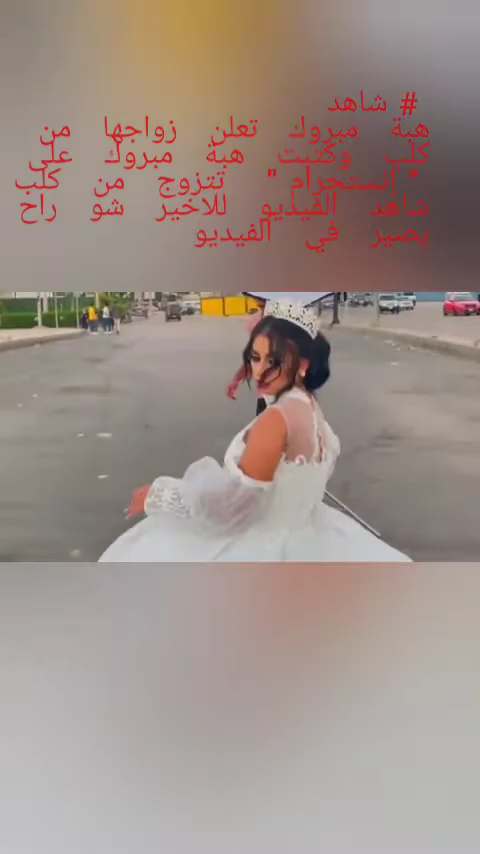 # شاهد
هبة مبروك تعلن زواجها من
كلب وكتبت هبة مبروك على
" انستجرام " تتزوج من كلب
شاهد الفيديو للاخير شو راح
يصير في الفيديو